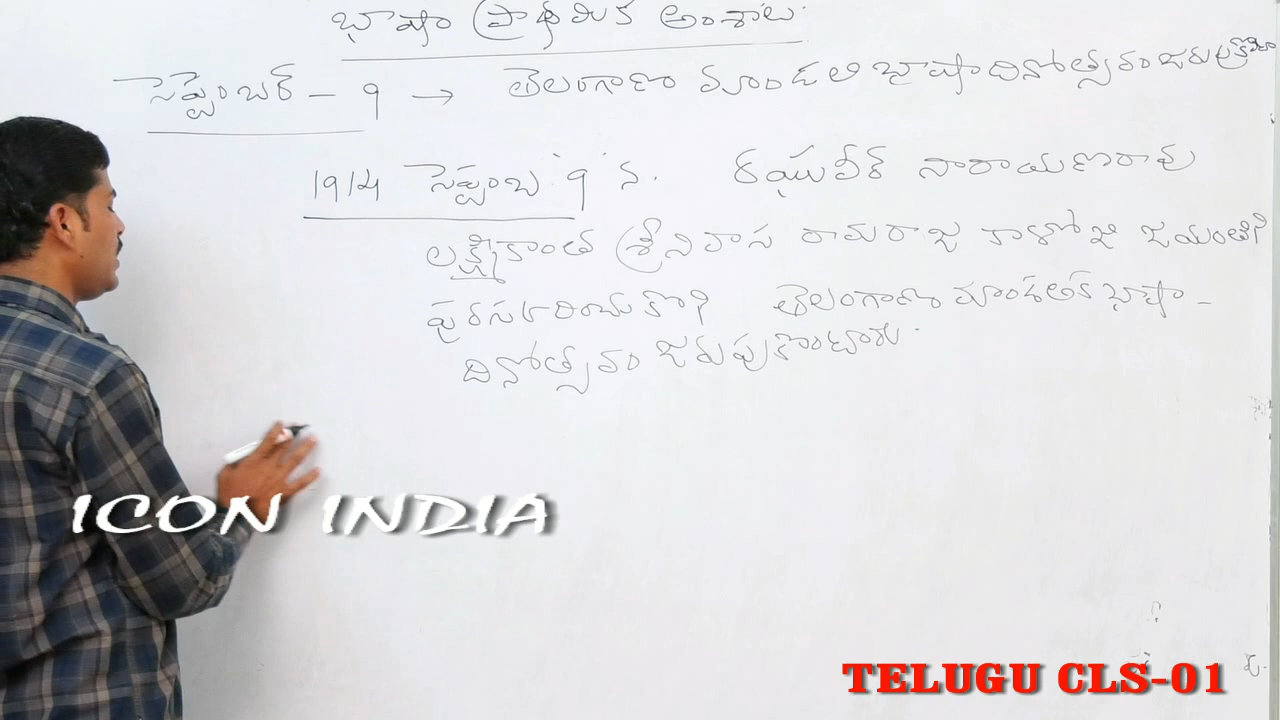 భాషా ప్రాథమిక అంశాలు.
సెప్టెంబర్ - 9 → తెలంగాణా మాండలి భాషాదినోత్సవం జరుపుకొ
1914 సెప్టెంబ 9 న. రఘువీర్ నారాయణరావు
లక్ష్మికాంత శ్రీనివాస రామరాజ కాళోజి జయంతిని
పురస్కరించుకొని తెలంగాణా మాండలిక భాషా -
దినోత్సవం జరుపుకొంటారు.
ICON INDIA
TELUGU CLS-01